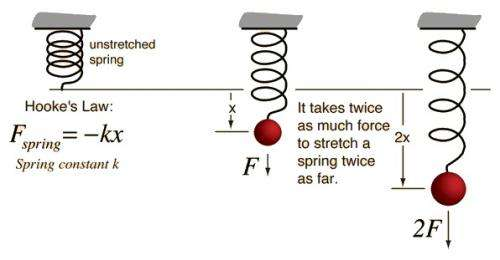 unstretched
spring
Hooke's Law:
F spring = -kx
Spring constant k
x
F
It takes twice
as much force
to stretch a
spring twice
as far.
2x
2F